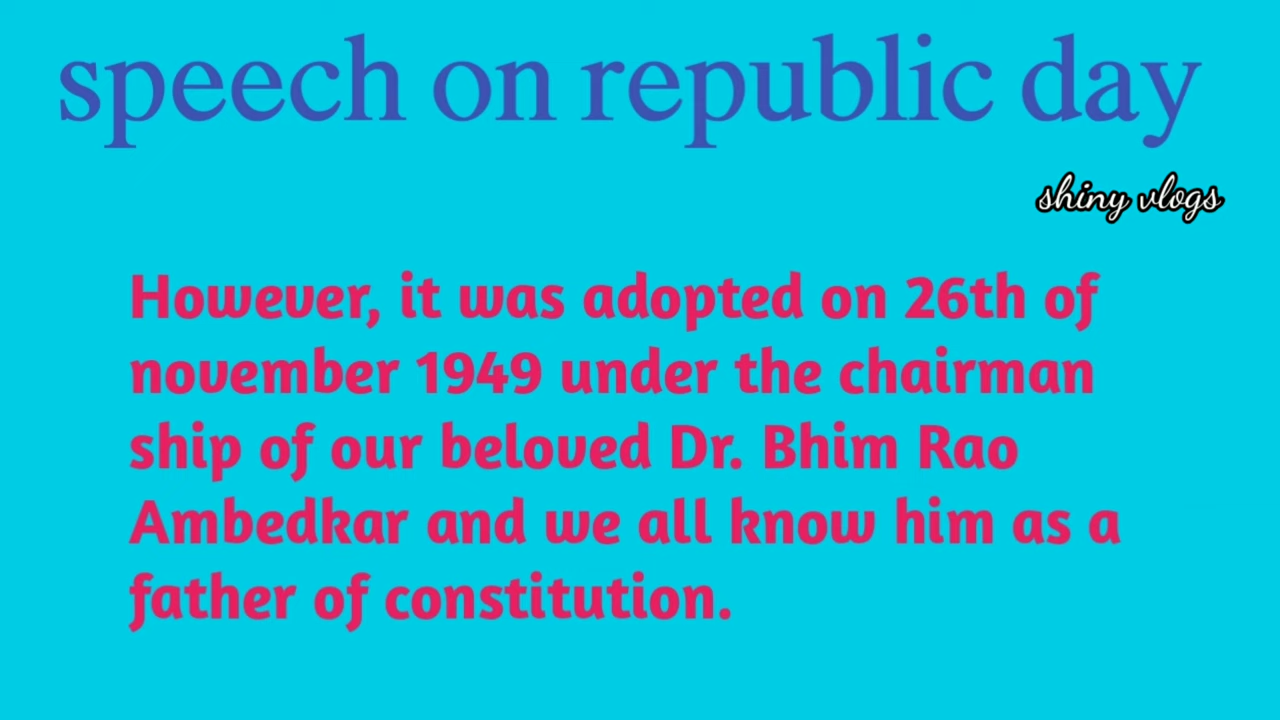 speech on republic day
shiny vlogs
However, it was adopted on 26th of
november 1949 under the chairman
ship of our beloved Dr. Bhim Rao
Ambedkar and we all know him as a
father of constitution.